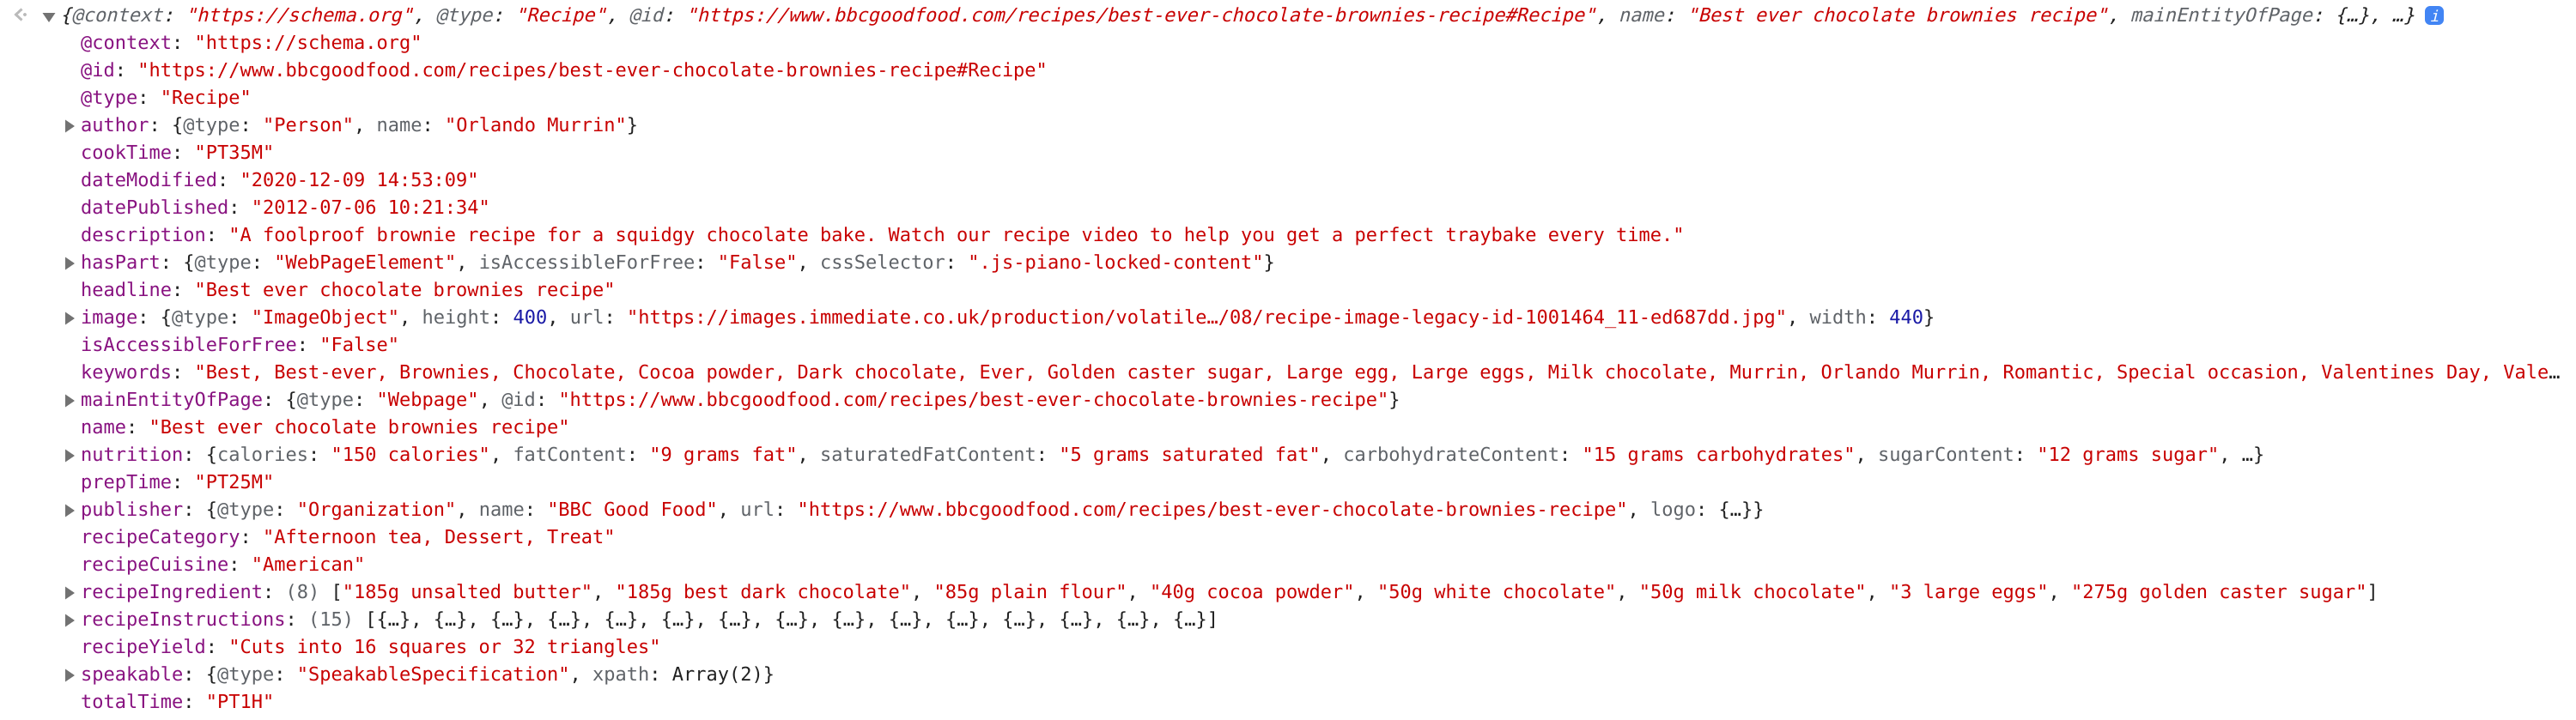 {@context: "https://schema.org", @type: "Recipe", @id: "https://www.bbcgoodfood.com/recipes/best-ever-chocolate-brownies-recipe#Recipe", name: "Best ever chocolate brownies recipe", mainEntityOfPage: {…}, …} i
@context: "https://schema.org"
@id: "https://www.bbcgoodfood.com/recipes/best-ever-chocolate-brownies-recipe#Recipe"
@type: "Recipe"
author: {@type: "Person", name: "Orlando Murrin"}
cookTime: "PT35M"
dateModified: "2020-12-09 14:53:09"
datePublished: "2012-07-06 10:21:34"
description: "A foolproof brownie recipe for a squidgy chocolate bake. Watch our recipe video to help you get a perfect traybake every time."
hasPart: {@type: "WebPageElement", isAccessibleForFree: "False", cssSelector: ".js-piano-locked-content"}
headline: "Best ever chocolate brownies recipe"
image: {@type: "ImageObject", height: 400, url: "https://images.immediate.co.uk/production/volatile…/08/recipe-image-legacy-id-1001464_11-ed687dd.jpg", width: 440}
isAccessibleForFree: "False"
keywords: "Best, Best-ever, Brownies, Chocolate, Cocoa powder, Dark chocolate, Ever, Golden caster sugar, Large egg, Large eggs, Milk chocolate, Murrin, Orlando Murrin, Romantic, Special occasion, Valentines Day, Vale…
mainEntityOfPage: {@type: "Webpage", @id: "https://www.bbcgoodfood.com/recipes/best-ever-chocolate-brownies-recipe"}
name: "Best ever chocolate brownies recipe"
nutrition: {calories: "150 calories", fatContent: "9 grams fat", saturatedFatContent: "5 grams saturated fat", carbohydrateContent: "15 grams carbohydrates", sugarContent: "12 grams sugar", …}
prepTime: "PT25M"
publisher: {@type: "Organization", name: "BBC Good Food", url: "https://www.bbcgoodfood.com/recipes/best-ever-chocolate-brownies-recipe", logo: {…}}
recipeCategory: "Afternoon tea, Dessert, Treat"
recipeCuisine: "American"
recipeIngredient: (8) ["185g unsalted butter", "185g best dark chocolate", "85g plain flour", "40g cocoa powder", "50g white chocolate", "50g milk chocolate", "3 large eggs", "275g golden caster sugar"]
recipeInstructions: (15) [{…}, {…}, {…}, {…}, {…}, {…}, {…}, {…}, {…}, {…}, {…}, {…}, {…}, {…}, {…}]
recipeYield: "Cuts into 16 squares or 32 triangles"
speakable: {@type: "SpeakableSpecification", xpath: Array(2)}
totalTime: "PT1H"